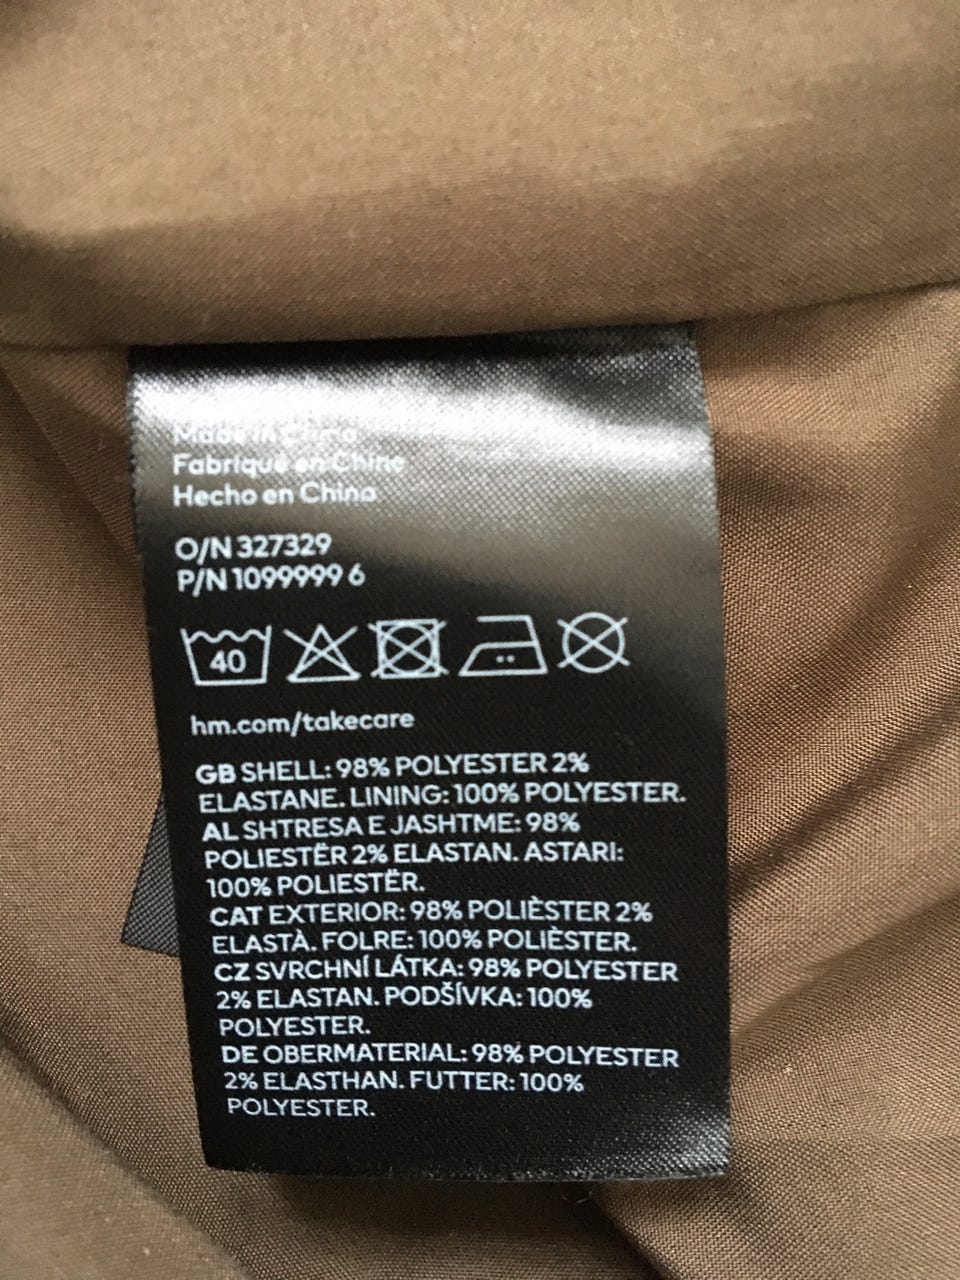 Made in China
Fabriqué en Chine
Hecho en China
O/N 327329
P/N 1099999 6
40
hm.com/takecare
GB SHELL: 98% POLYESTER 2%
ELASTANE. LINING: 100% POLYESTER.
AL SHTRESA E JASHTME: 98%
POLIESTËR 2% ELASTAN. ASTARI:
100% POLIESTËR.
CAT EXTERIOR: 98% POLIÈSTER 2%
ELASTÀ. FOLRE: 100% POLIÈSTER.
CZ SVRCHNÍ LÁTKA: 98% POLYESTER
2% ELASTAN. PODŠÍVKA: 100%
POLYESTER.
DE OBERMATERIAL: 98% POLYESTER
2% ELASTHAN. FUTTER: 100%
POLYESTER.